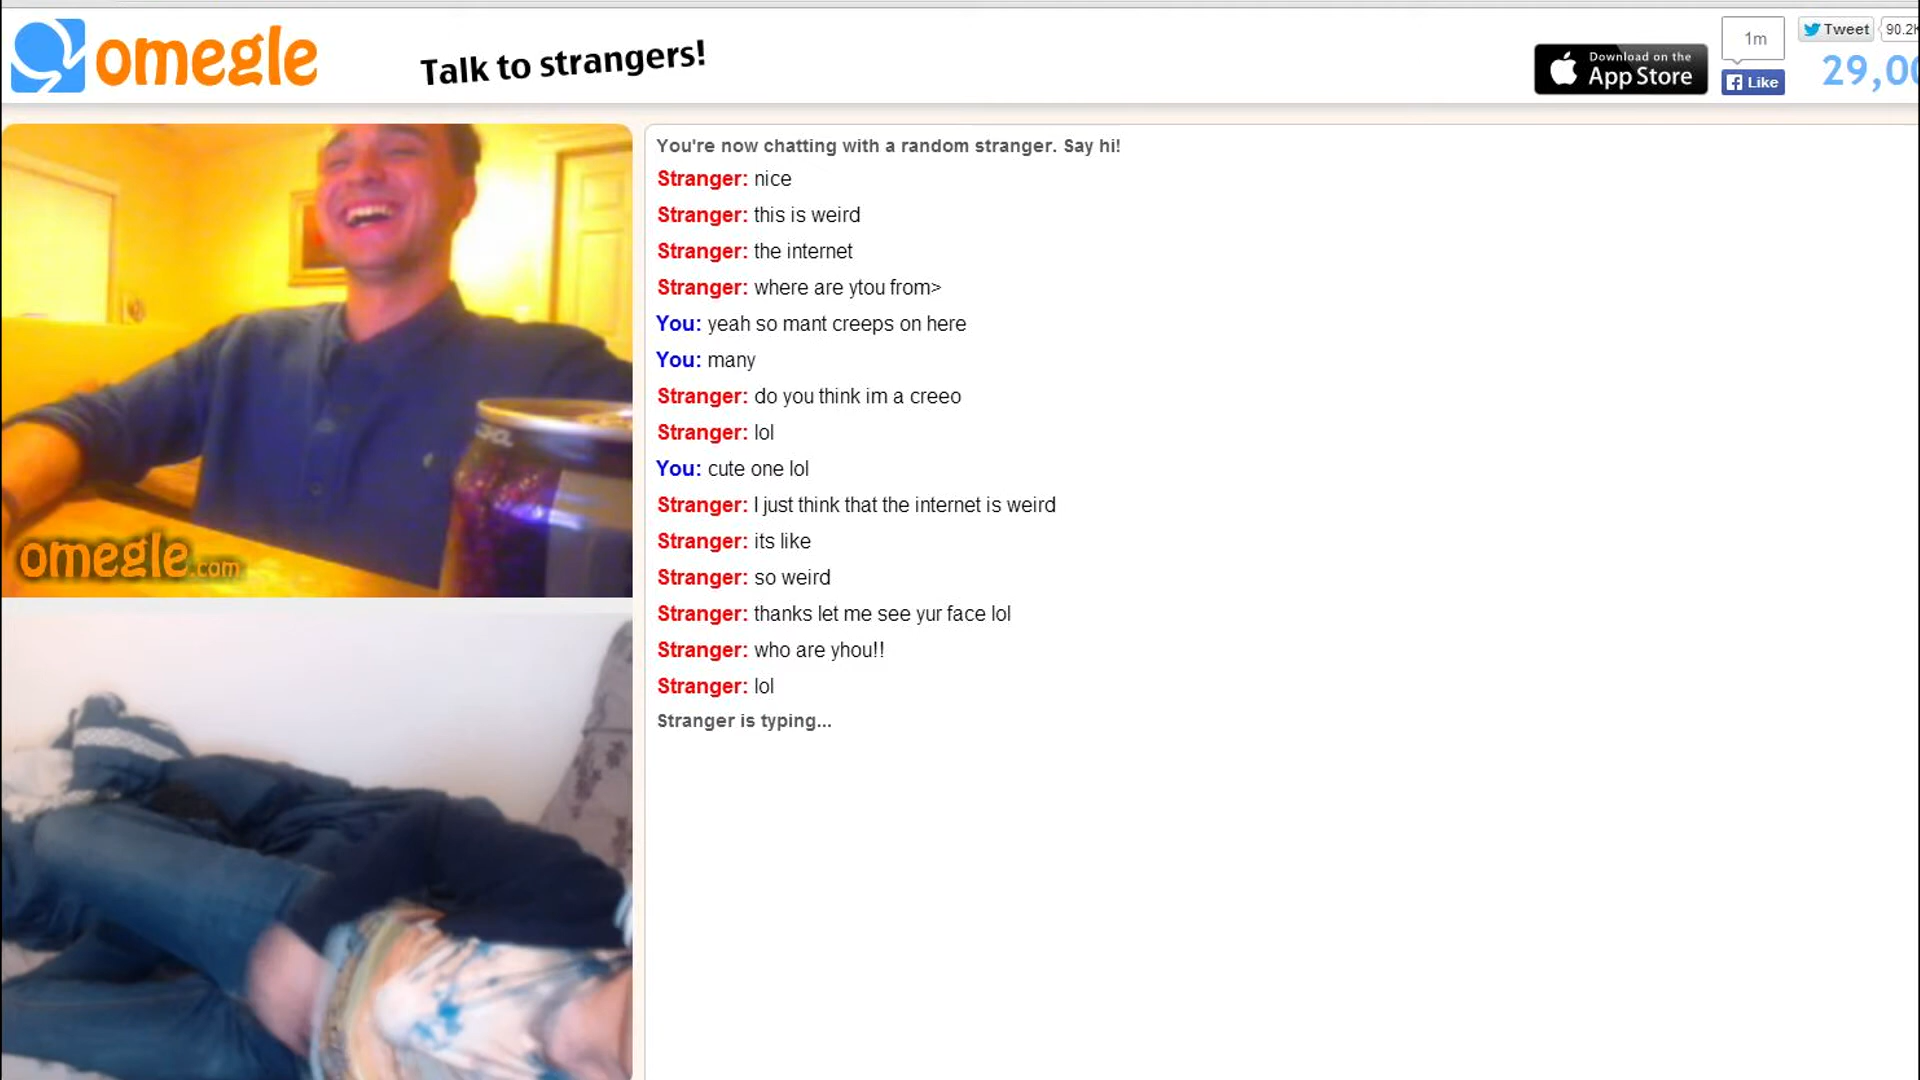 omegle
Talk to strangers!
Download on the
App Store
1m
Like
Tweet
90.2K
29,00
omegle.com
You're now chatting with a random stranger. Say hi!
Stranger: nice
Stranger: this is weird
Stranger: the internet
Stranger: where are ytou from>
You: yeah so mant creeps on here
You: many
Stranger: do you think im a creeo
Stranger: lol
You: cute one lol
Stranger: I just think that the internet is weird
Stranger: its like
Stranger: so weird
Stranger: thanks let me see yur face lol
Stranger: who are yhou!!
Stranger: lol
Stranger is typing...